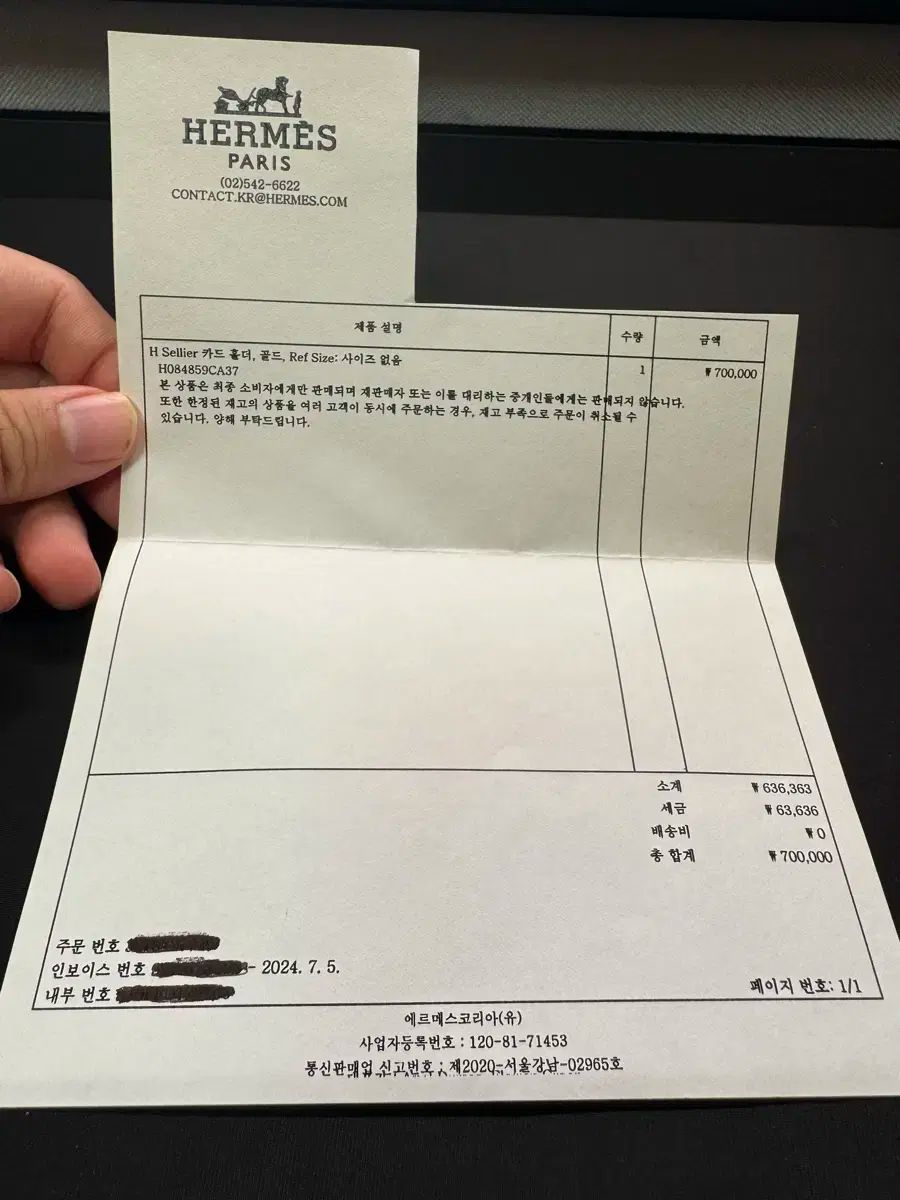 HERMÈS
PARIS
(02)542-6622
CONTACT.KR@HERMES.COM
제품 설명 수량 금액
H Sellier 카드 홀더, 골드, Ref Size: 사이즈 없음 1 ₩ 700,000
H084859CA37
본 상품은 최종 소비자에게만 판매되며 재판매자 또는 이를 대리하는 중개인들에게는 판매되지 않습니다.
또한 한정된 재고의 상품을 여러 고객이 동시에 주문하는 경우, 재고 부족으로 주문이 취소될 수
있습니다. 양해 부탁드립니다.
소계 ₩ 636,363
세금 ₩ 63,636
배송비 ₩ 0
총 합계 ₩ 700,000
주문 번호
인보이스 번호 - 2024. 7. 5.
내부 번호
페이지 번호: 1/1
에르메스코리아(유)
사업자등록번호 : 120-81-71453
통신판매업 신고번호 : 제2020-서울강남-02965호